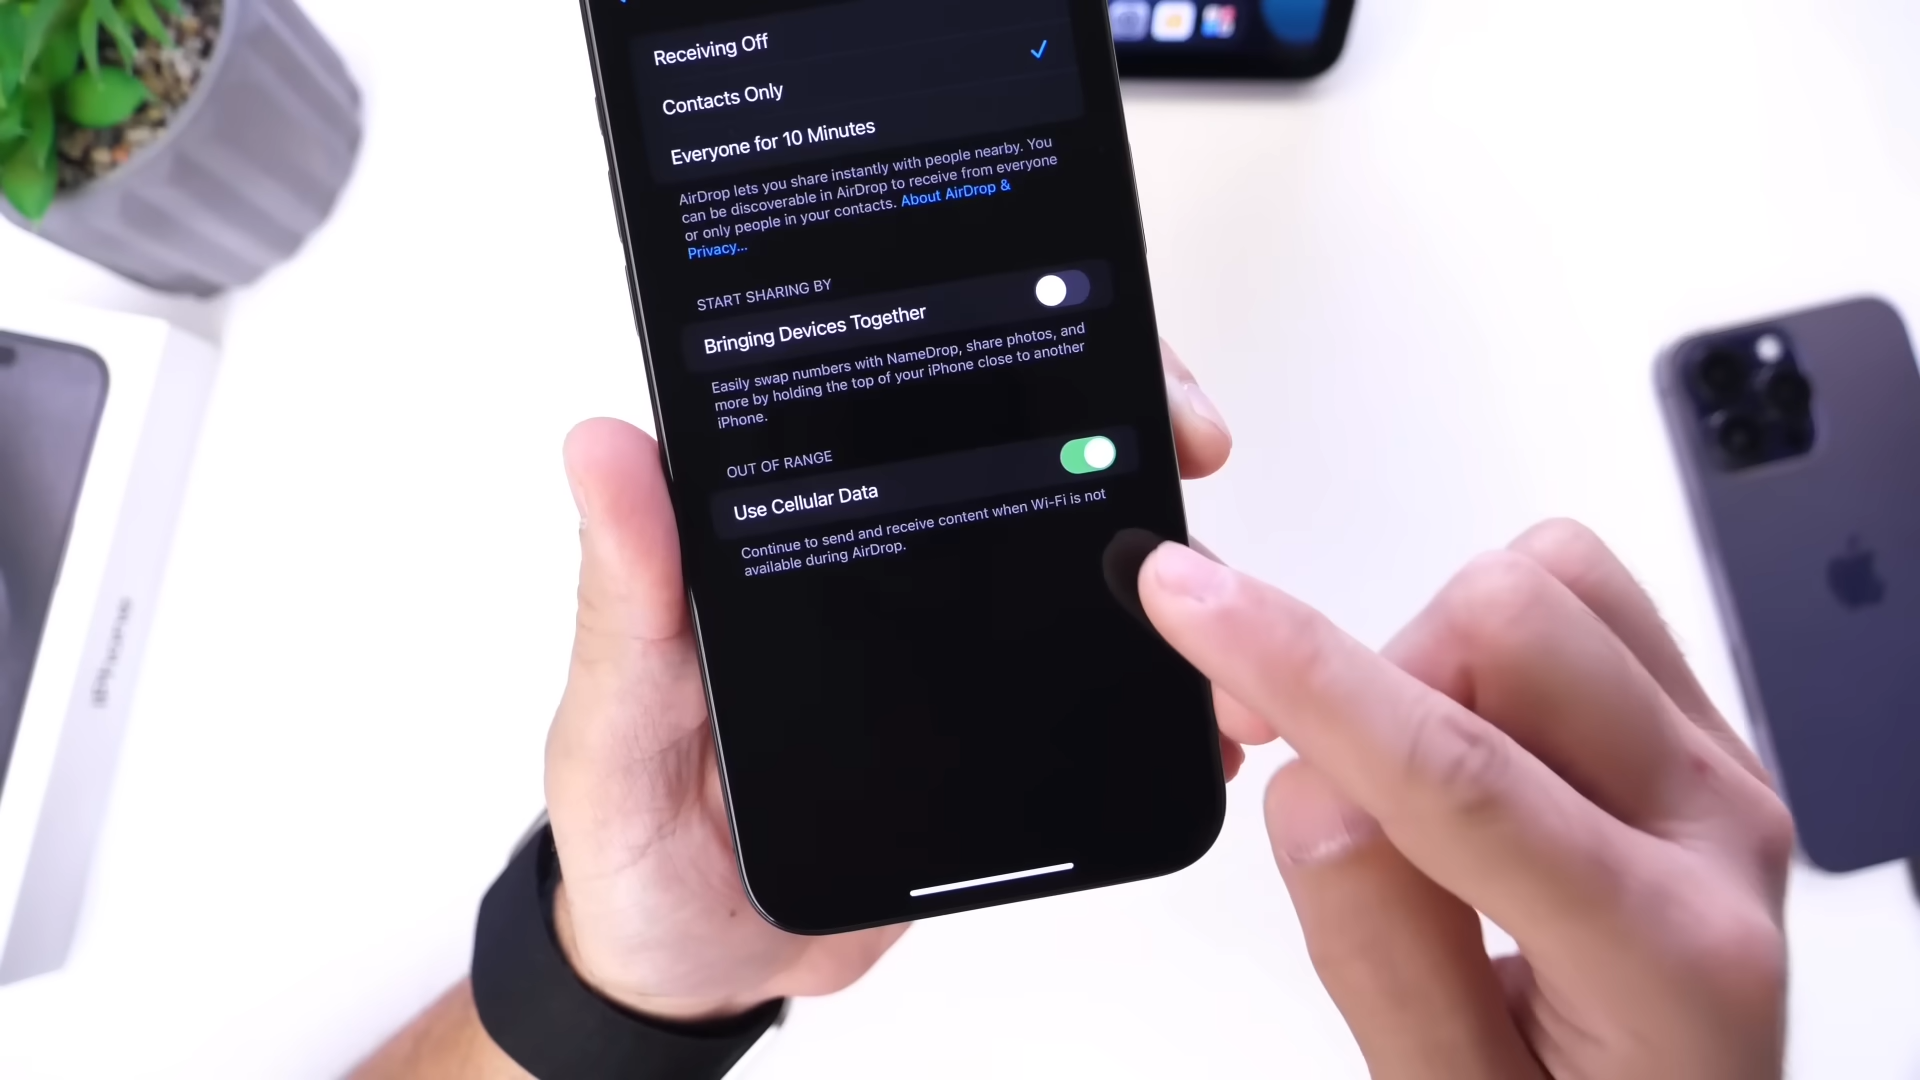 Receiving Off
Contacts Only
Everyone for 10 Minutes
AirDrop lets you share instantly with people nearby. You
can be discoverable in AirDrop to receive from everyone
or only people in your contacts. About AirDrop &
Privacy...
START SHARING BY
Bringing Devices Together
Easily swap numbers with NameDrop, share photos, and
more by holding the top of your iPhone close to another
iPhone.
OUT OF RANGE
Use Cellular Data
Continue to send and receive content when Wi-Fi is not
available during AirDrop.
iPhone